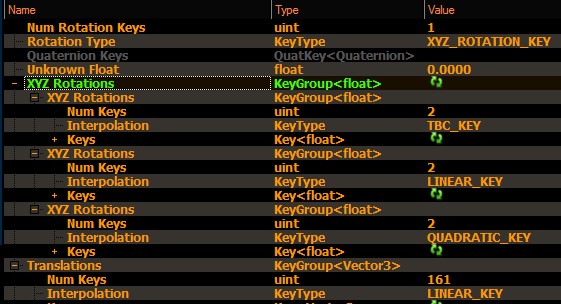 Name Type Value
Num Rotation Keys uint 1
Rotation Type KeyType XYZ_ROTATION_KEY
Quaternion Keys QuatKey<Quaternion>
Unknown Float float 0.0000
XYZ Rotations KeyGroup<float>
XYZ Rotations KeyGroup<float>
Num Keys uint 2
Interpolation KeyType TBC_KEY
Keys Key<float>
XYZ Rotations KeyGroup<float>
Num Keys uint 2
Interpolation KeyType LINEAR_KEY
Keys Key<float>
XYZ Rotations KeyGroup<float>
Num Keys uint 2
Interpolation KeyType QUADRATIC_KEY
Keys Key<float>
Translations KeyGroup<Vector3>
Num Keys uint 161
Interpolation KeyType LINEAR_KEY